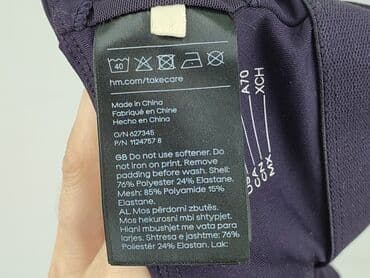 40
hm.com/takecare
Made in China
Fabriqué en Chine
Hecho en China
O/N 627345
P/N 1124757 8
GB Do not use softener. Do
not iron on print. Remove
padding before wash. Shell:
76% Polyester 24% Elastane.
Mesh: 85% Polyamide 15%
Elastane.
AL. Mos përdorni zbutës.
Mos hekurosni mbi shtypjet.
Hiqni mbushjet e vathit para
larjes. Shtresa e jashtme: 76%
Poliestër 24% Elastan, Lak:
A70
XCH